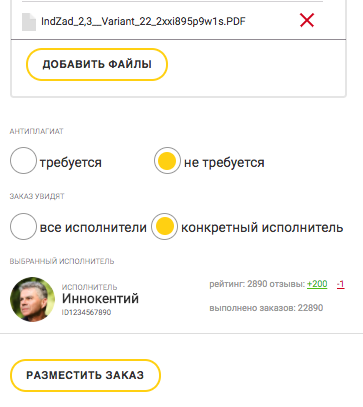 IndZad_2,3__Variant_22_2xxi895p9w1s.PDF
ДОБАВИТЬ ФАЙЛЫ
АНТИПЛАГИАТ
требуется не требуется
ЗАКАЗ УВИДЯТ
все исполнители конкретный исполнитель
ВЫБРАННЫЙ ИСПОЛНИТЕЛЬ
ИСПОЛНИТЕЛЬ
Иннокентий
ID1234567890
рейтинг: 2890 отзывы: +200 -1
выполнено заказов: 22890
РАЗМЕСТИТЬ ЗАКАЗ